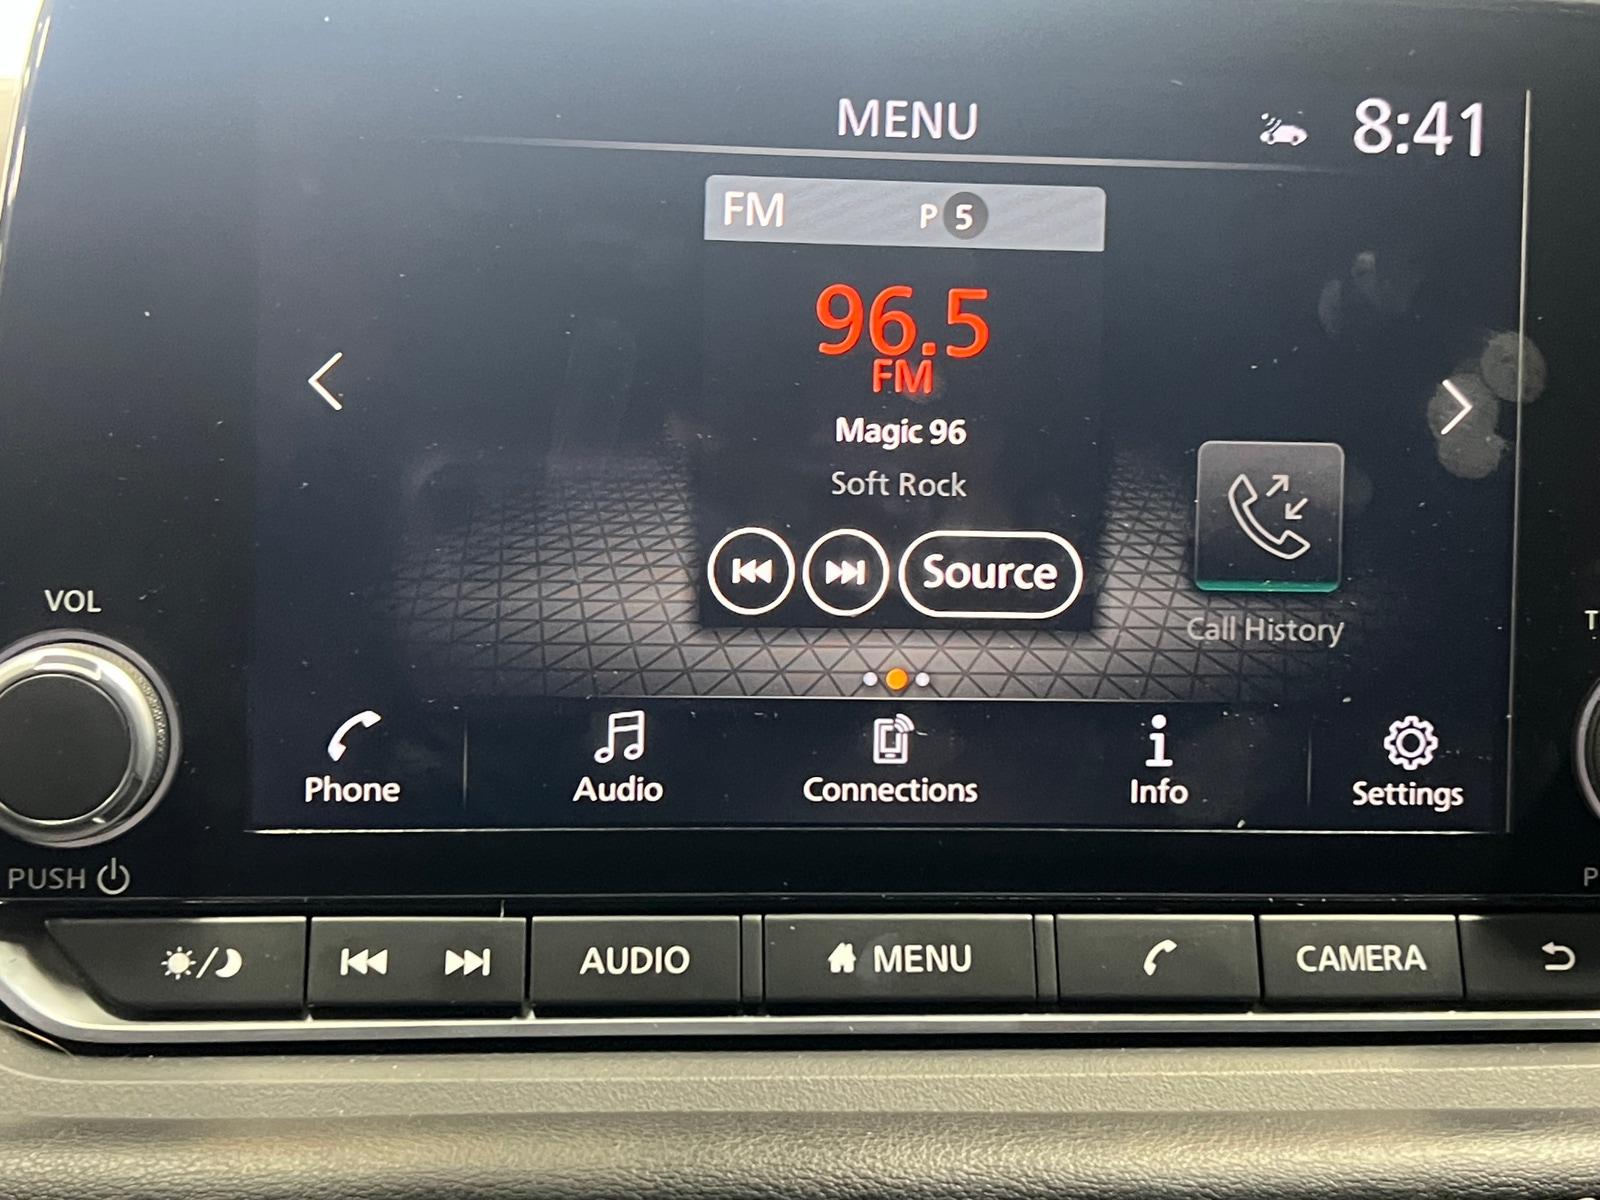 MENU
8:41
FM
P 5
96.5
FM
Magic 96
Soft Rock
Source
Call History
VOL
Phone
Audio
Connections
Info
Settings
PUSH
AUDIO
MENU
CAMERA